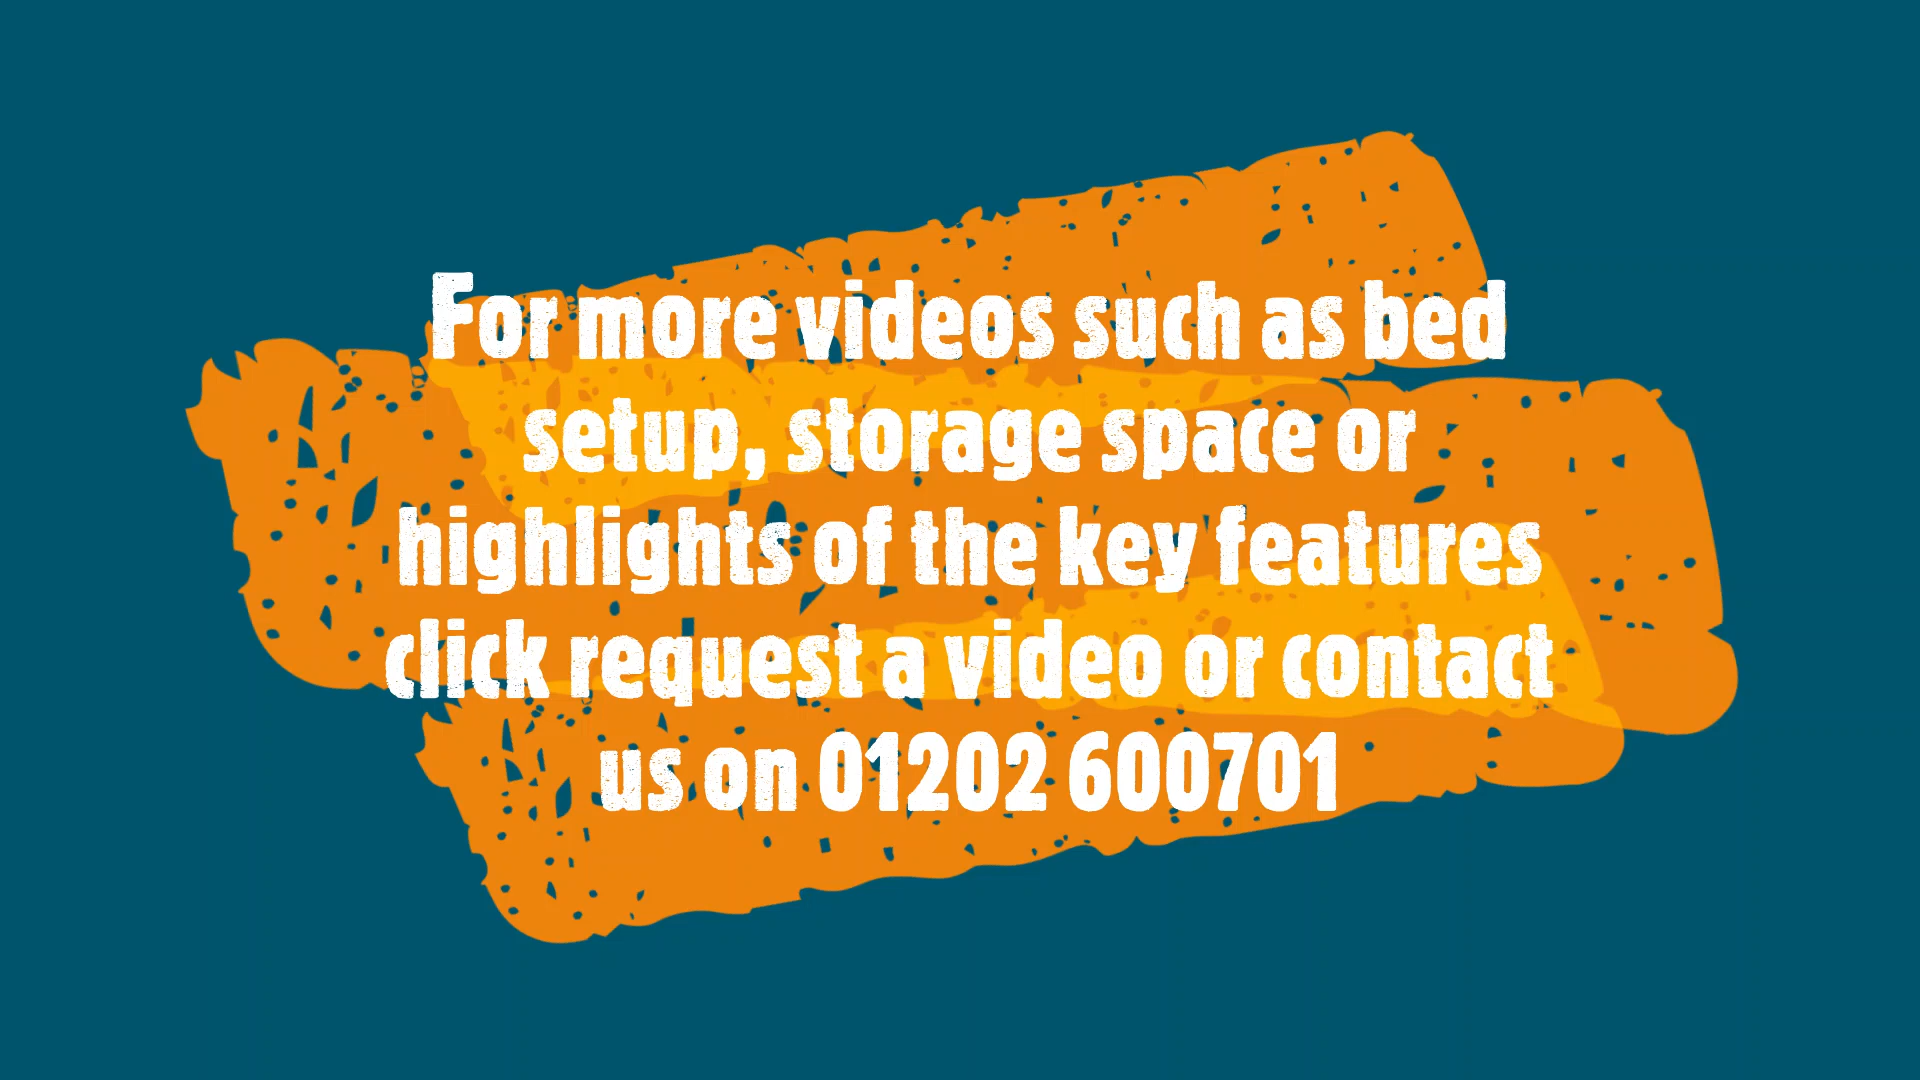 For more videos such as bed
setup, storage space or
highlights of the key features
click request a video or contact
us on 01202 600701